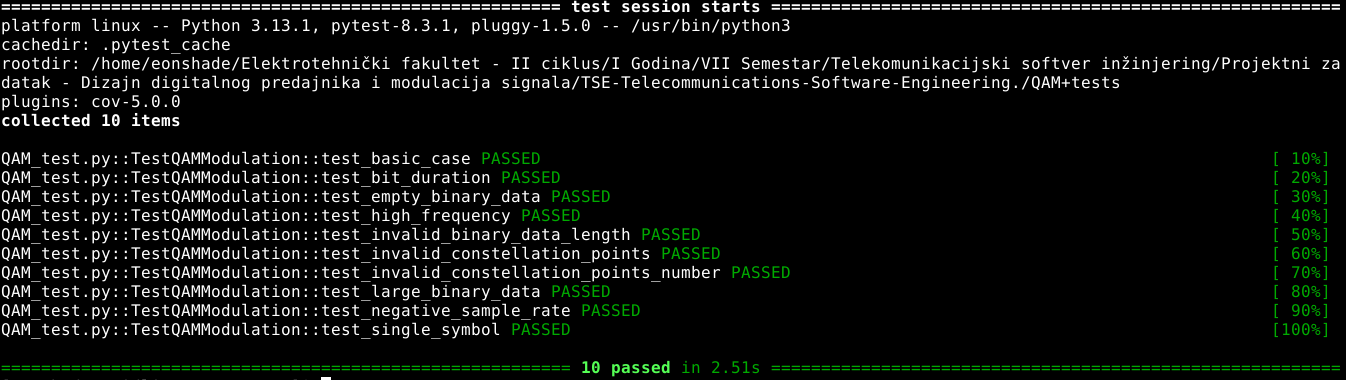 ============================================================ test session starts =============================================================
platform linux -- Python 3.13.1, pytest-8.3.1, pluggy-1.5.0 -- /usr/bin/python3
cachedir: .pytest_cache
rootdir: /home/eonshade/Elektrotehnički fakultet - II ciklus/I Godina/VII Semestar/Telekomunikacijski softver inžinjering/Projektni za
datak - Dizajn digitalnog predajnika i modulacija signala/TSE-Telecommunications-Software-Engineering./QAM+tests
plugins: cov-5.0.0
collected 10 items
QAM_test.py::TestQAMModulation::test_basic_case PASSED [ 10%]
QAM_test.py::TestQAMModulation::test_bit_duration PASSED [ 20%]
QAM_test.py::TestQAMModulation::test_empty_binary_data PASSED [ 30%]
QAM_test.py::TestQAMModulation::test_high_frequency PASSED [ 40%]
QAM_test.py::TestQAMModulation::test_invalid_binary_data_length PASSED [ 50%]
QAM_test.py::TestQAMModulation::test_invalid_constellation_points PASSED [ 60%]
QAM_test.py::TestQAMModulation::test_invalid_constellation_points_number PASSED [ 70%]
QAM_test.py::TestQAMModulation::test_large_binary_data PASSED [ 80%]
QAM_test.py::TestQAMModulation::test_negative_sample_rate PASSED [ 90%]
QAM_test.py::TestQAMModulation::test_single_symbol PASSED [100%]
========================================================= 10 passed in 2.51s =========================================================